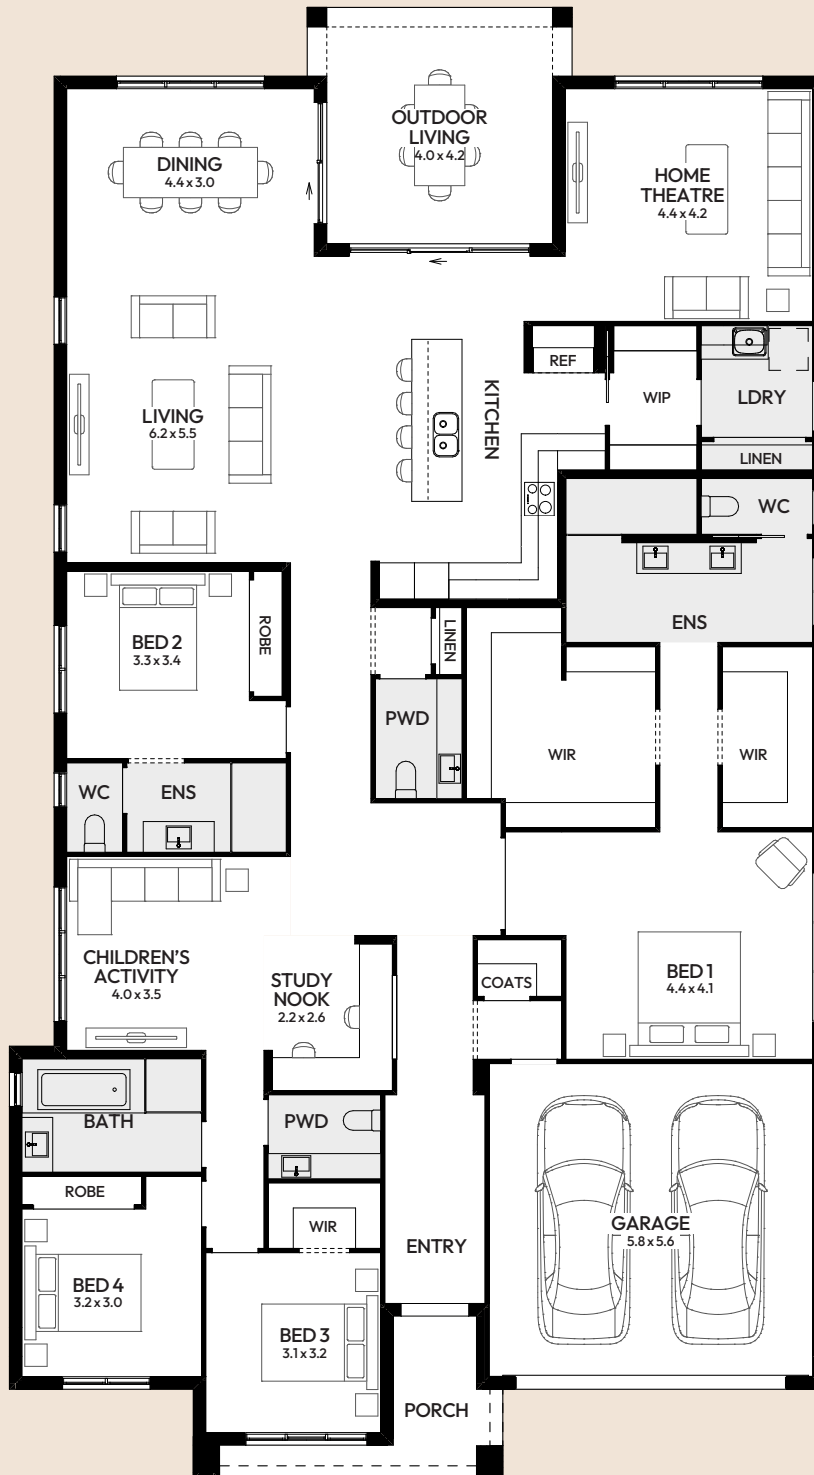 OUTDOOR
LIVING
4.0 x 4.2
DINING
4.4 x 3.0
HOME
THEATRE
4.4 x 4.2
REF
KITCHEN
WIP
LDRY
LIVING
6.2 x 5.5
LINEN
WC
ENS
BED 2
3.3 x 3.4
ROBE
LINEN
PWD
WIR
WIR
WC
ENS
CHILDREN'S
ACTIVITY
4.0 x 3.5
STUDY
NOOK
2.2 x 2.6
COATS
BED 1
4.4 x 4.1
BATH
PWD
ROBE
WIR
ENTRY
GARAGE
5.8 x 5.6
BED 4
3.2 x 3.0
BED 3
3.1 x 3.2
PORCH